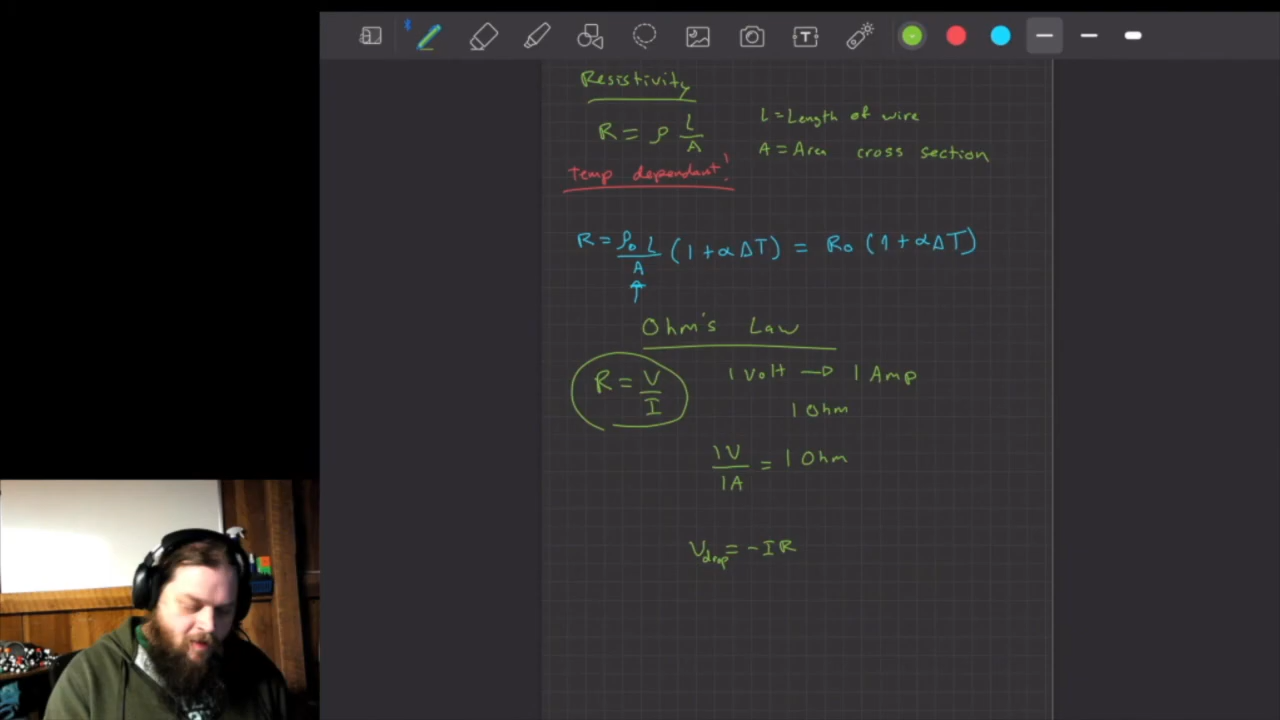 Resistivity
R = ρ L/A
L = Length of wire
A = Area cross section
temp dependant!
R = ρ₀L/A (1 + αΔT) = R₀ (1 + αΔT)
Ohm's Law
R = V/I
1 Volt → 1 Amp
1 Ohm
1V/1A = 1 Ohm
V_drop = -IR